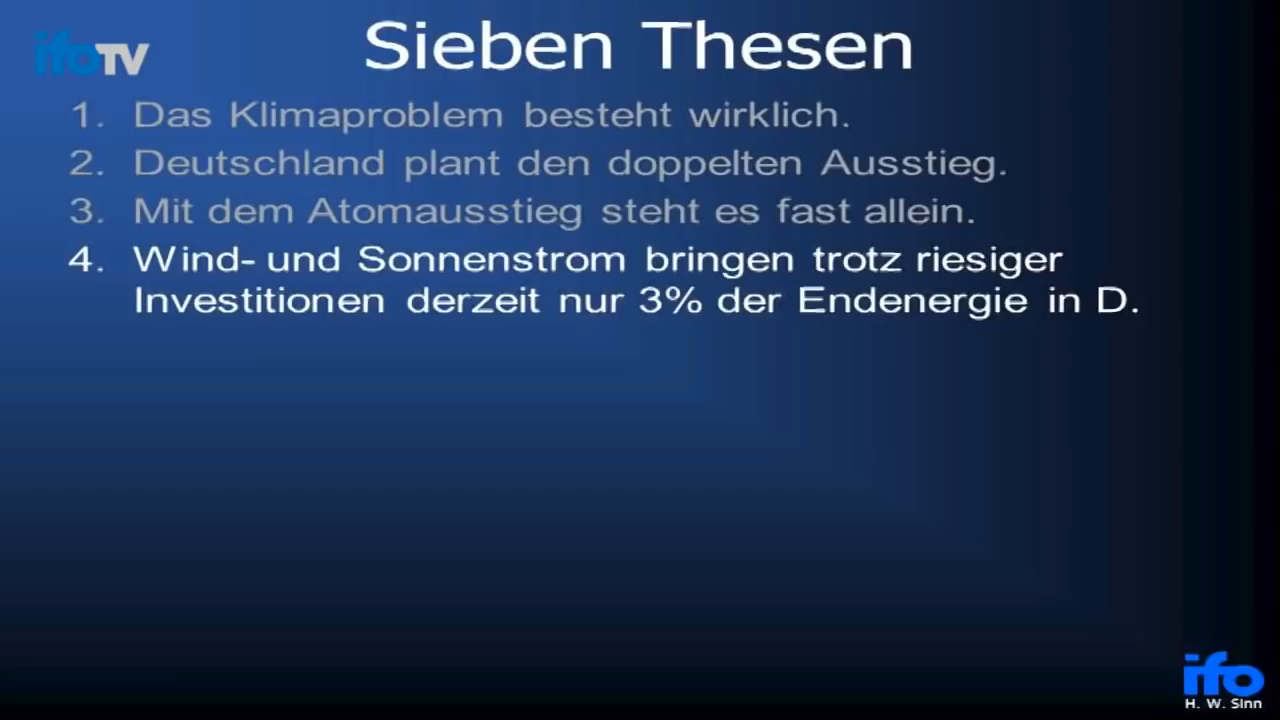 ifoTV
Sieben Thesen
1. Das Klimaproblem besteht wirklich.
2. Deutschland plant den doppelten Ausstieg.
3. Mit dem Atomausstieg steht es fast allein.
4. Wind- und Sonnenstrom bringen trotz riesiger
Investitionen derzeit nur 3% der Endenergie in D.
ifo
H. W. Sinn